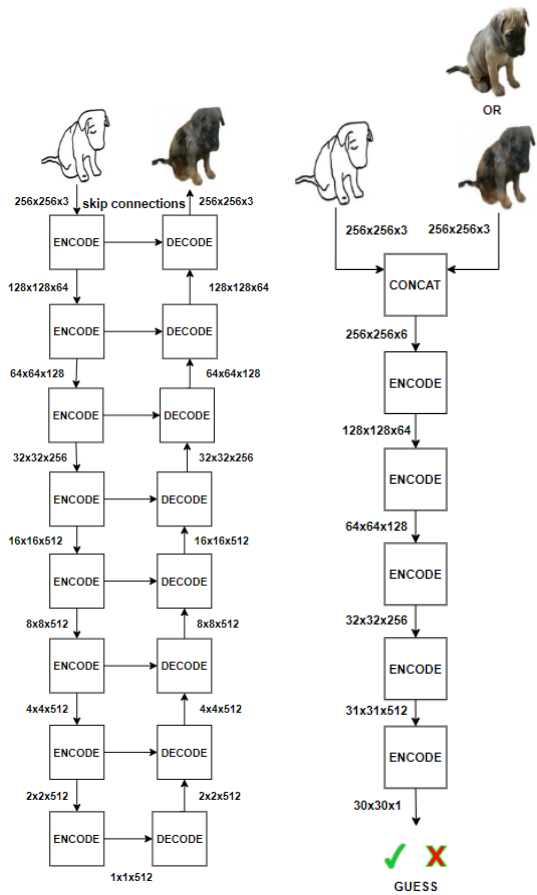 256x256x3
skip connections
256x256x3
ENCODE
DECODE
128x128x64
128x128x64
ENCODE
DECODE
64x64x128
64x64x128
ENCODE
DECODE
32x32x256
32x32x256
ENCODE
DECODE
16x16x512
16x16x512
ENCODE
DECODE
8x8x512
8x8x512
ENCODE
DECODE
4x4x512
4x4x512
ENCODE
DECODE
2x2x512
2x2x512
ENCODE
DECODE
1x1x512
OR
256x256x3
256x256x3
CONCAT
256x256x6
ENCODE
128x128x64
ENCODE
64x64x128
ENCODE
32x32x256
ENCODE
31x31x512
ENCODE
30x30x1
GUESS